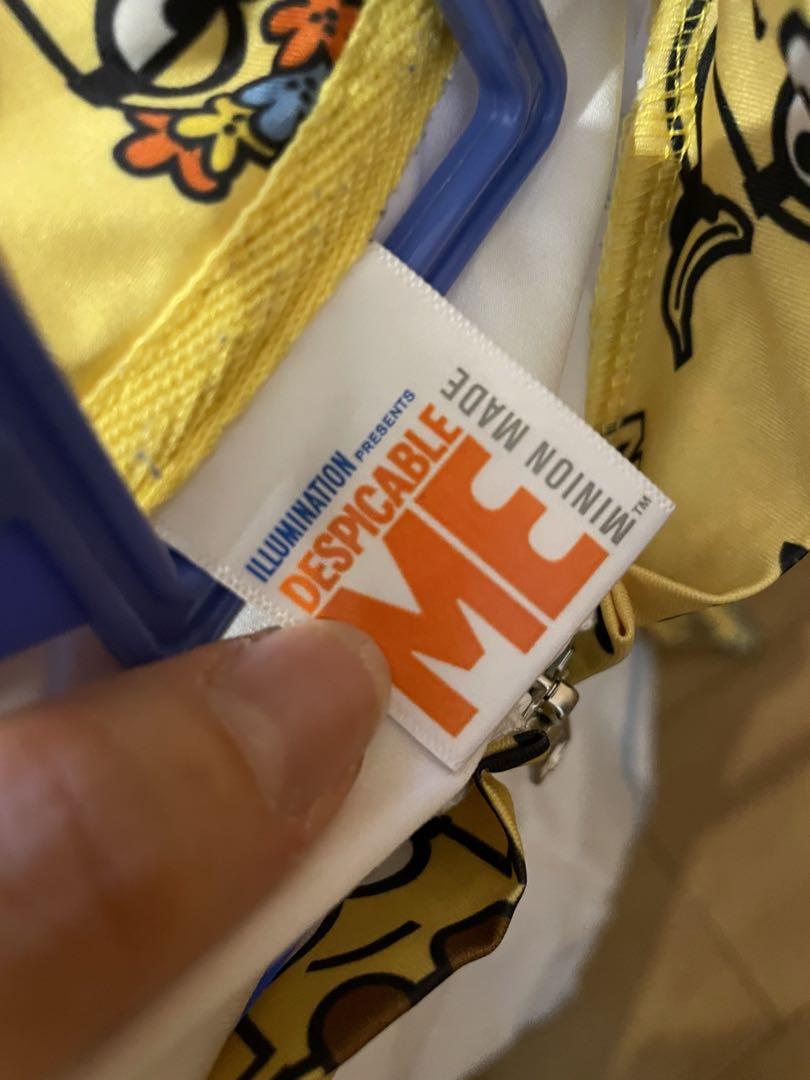 ILLUMINATION PRESENTS
DESPICABLE
ME
MINION MADE™